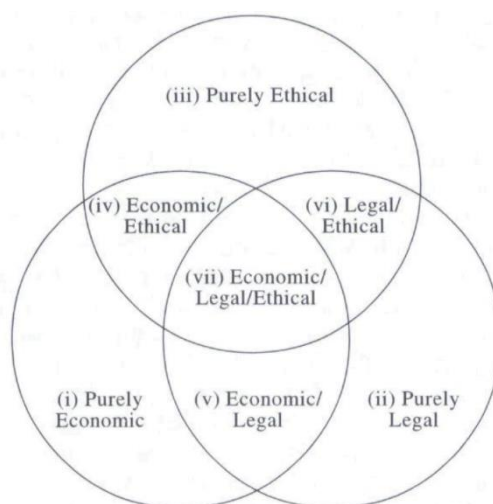 (iii) Purely Ethical
(iv) Economic/
Ethical
(vi) Legal/
Ethical
(vii) Economic/
Legal/Ethical
(i) Purely
Economic
(v) Economic/
Legal
(ii) Purely
Legal